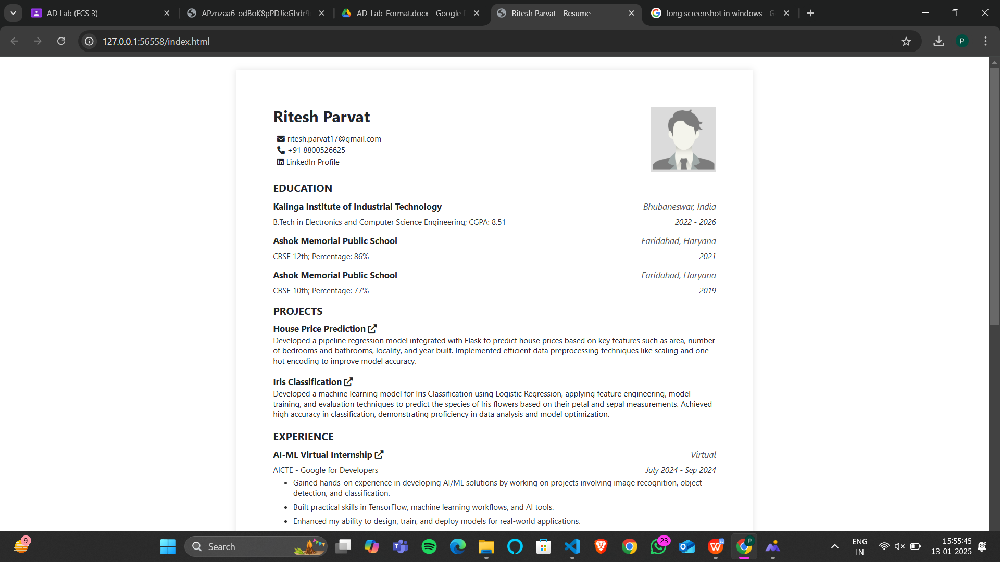 AD Lab (ECS 3)
APznzaa6_odBoK8pPDJieGhdr9
AD_Lab_Format.docx - Google D
Ritesh Parvat - Resume
long screenshot in windows - G
127.0.0.1:56558/index.html
P
Ritesh Parvat
ritesh.parvat17@gmail.com
+91 8800526625
LinkedIn Profile
EDUCATION
Kalinga Institute of Industrial Technology Bhubaneswar, India
B.Tech in Electronics and Computer Science Engineering; CGPA: 8.51 2022 - 2026
Ashok Memorial Public School Faridabad, Haryana
CBSE 12th; Percentage: 86% 2021
Ashok Memorial Public School Faridabad, Haryana
CBSE 10th; Percentage: 77% 2019
PROJECTS
House Price Prediction
Developed a pipeline regression model integrated with Flask to predict house prices based on key features such as area, number
of bedrooms and bathrooms, locality, and year built. Implemented efficient data preprocessing techniques like scaling and one-
hot encoding to improve model accuracy.
Iris Classification
Developed a machine learning model for Iris Classification using Logistic Regression, applying feature engineering, model
training, and evaluation techniques to predict the species of Iris flowers based on their petal and sepal measurements. Achieved
high accuracy in classification, demonstrating proficiency in data analysis and model optimization.
EXPERIENCE
AI-ML Virtual Internship Virtual
AICTE - Google for Developers July 2024 - Sep 2024
• Gained hands-on experience in developing AI/ML solutions by working on projects involving image recognition, object
detection, and classification.
• Built practical skills in TensorFlow, machine learning workflows, and AI tools.
• Enhanced my ability to design, train, and deploy models for real-world applications.
9
Search
23
P
ENG
IN
15:55:45
13-01-2025